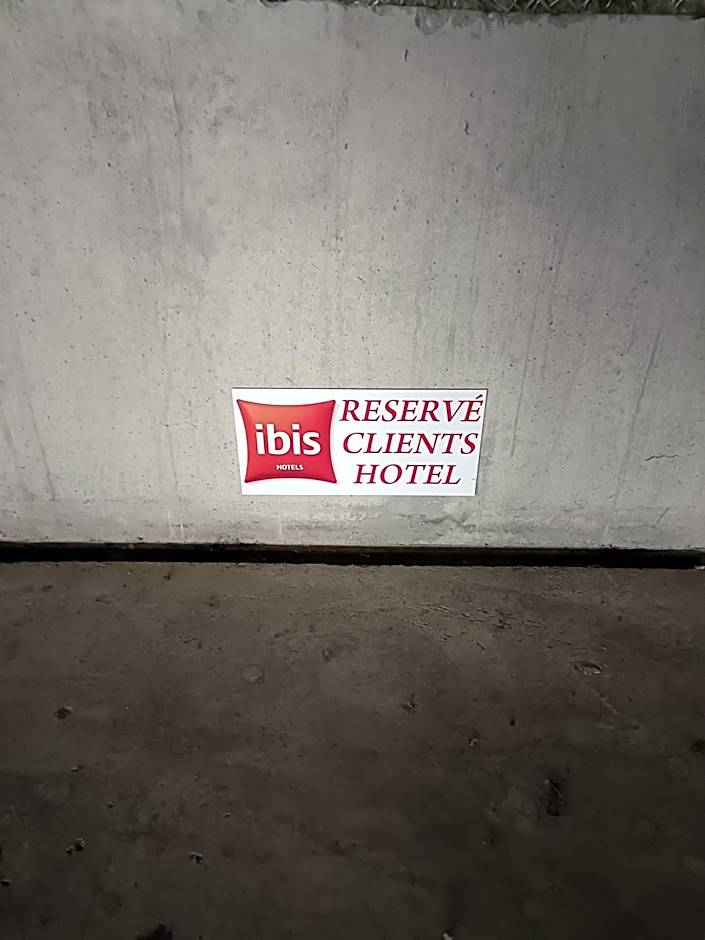 ibis
HOTELS
RESERVÉ
CLIENTS
HOTEL